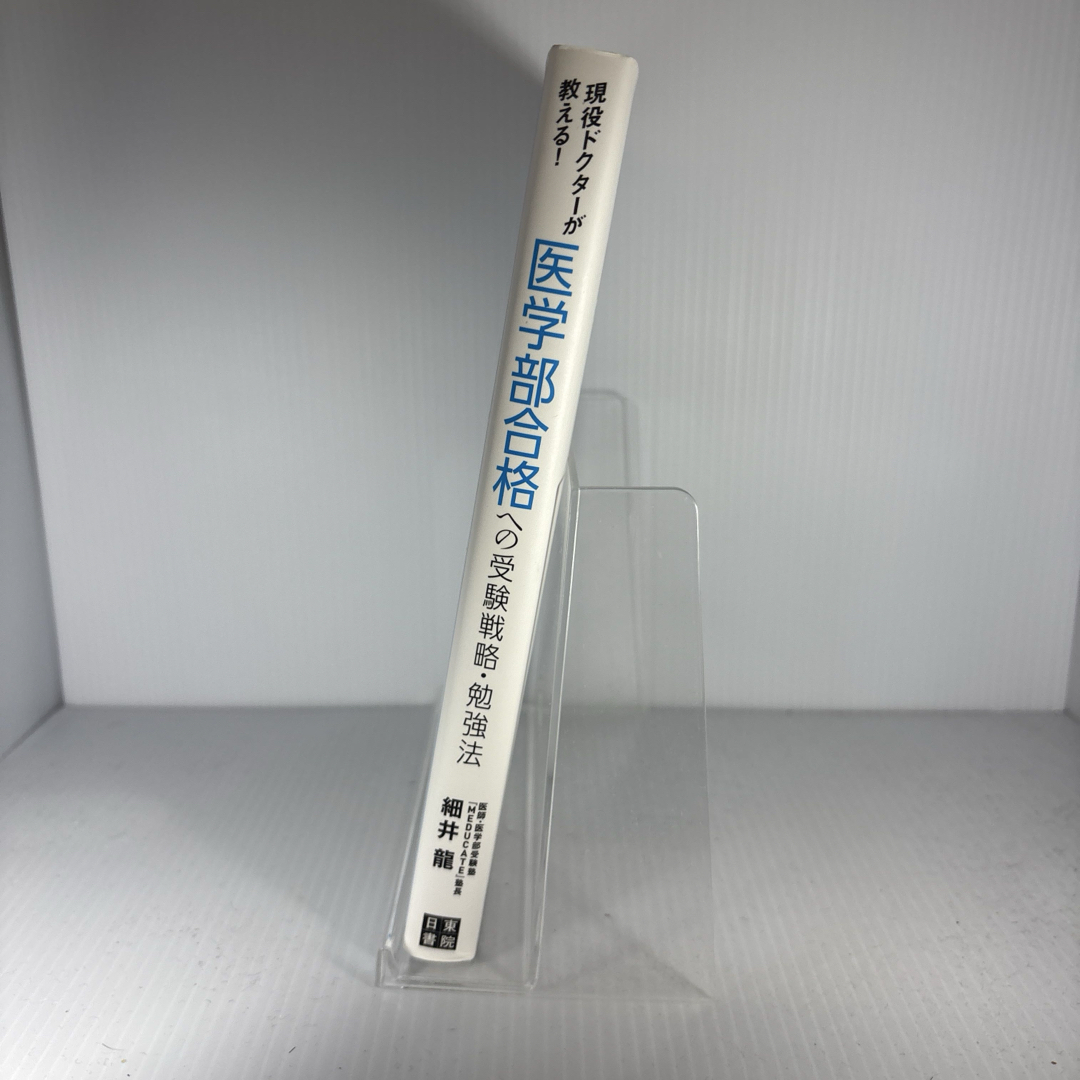 現役ドクターが
教える!
医学部合格への受験戦略・勉強法
医師・医学部受験塾
「MEDUCATE」塾長
細井 龍
東院
日書